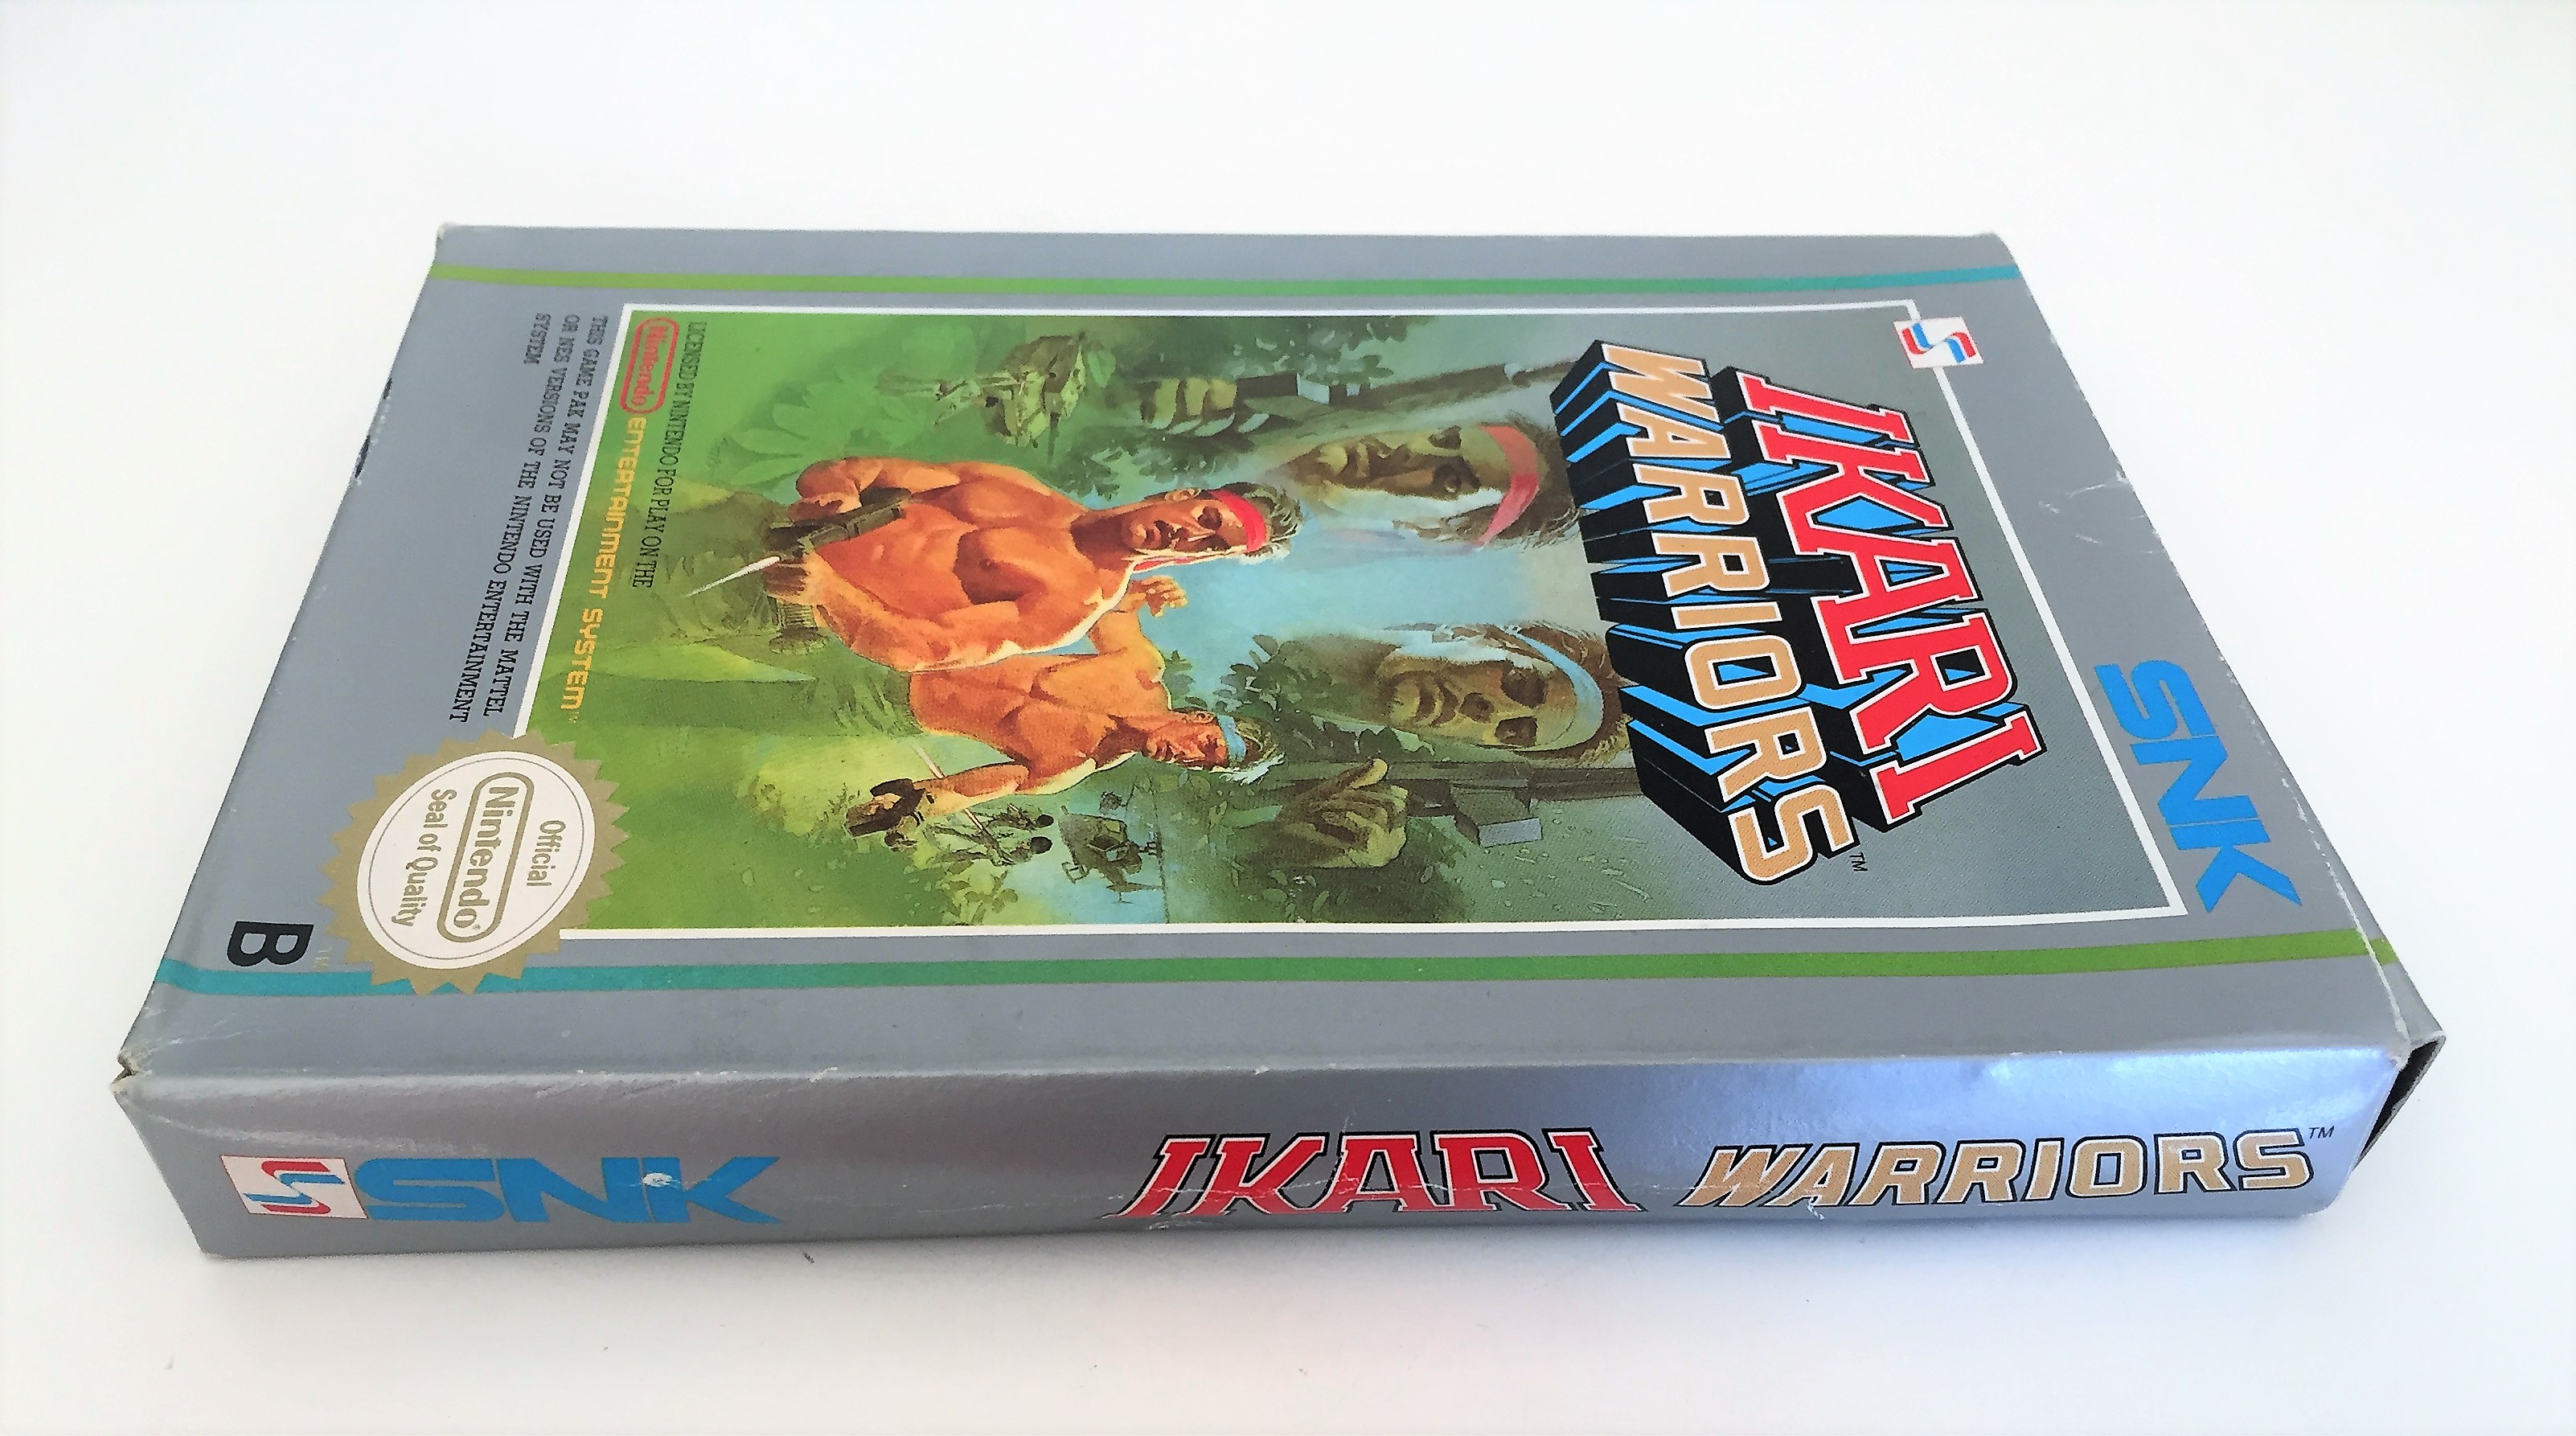 SNK
IKARI
WARRIORS™
LICENSED BY NINTENDO FOR PLAY ON THE
Nintendo ENTERTAINMENT SYSTEM
THIS GAME PAK MAY NOT BE USED WITH THE MATTEL
OR NES VERSIONS OF THE NINTENDO ENTERTAINMENT
SYSTEM
Official
Nintendo®
Seal of Quality
B
SNK IKARI WARRIORS™